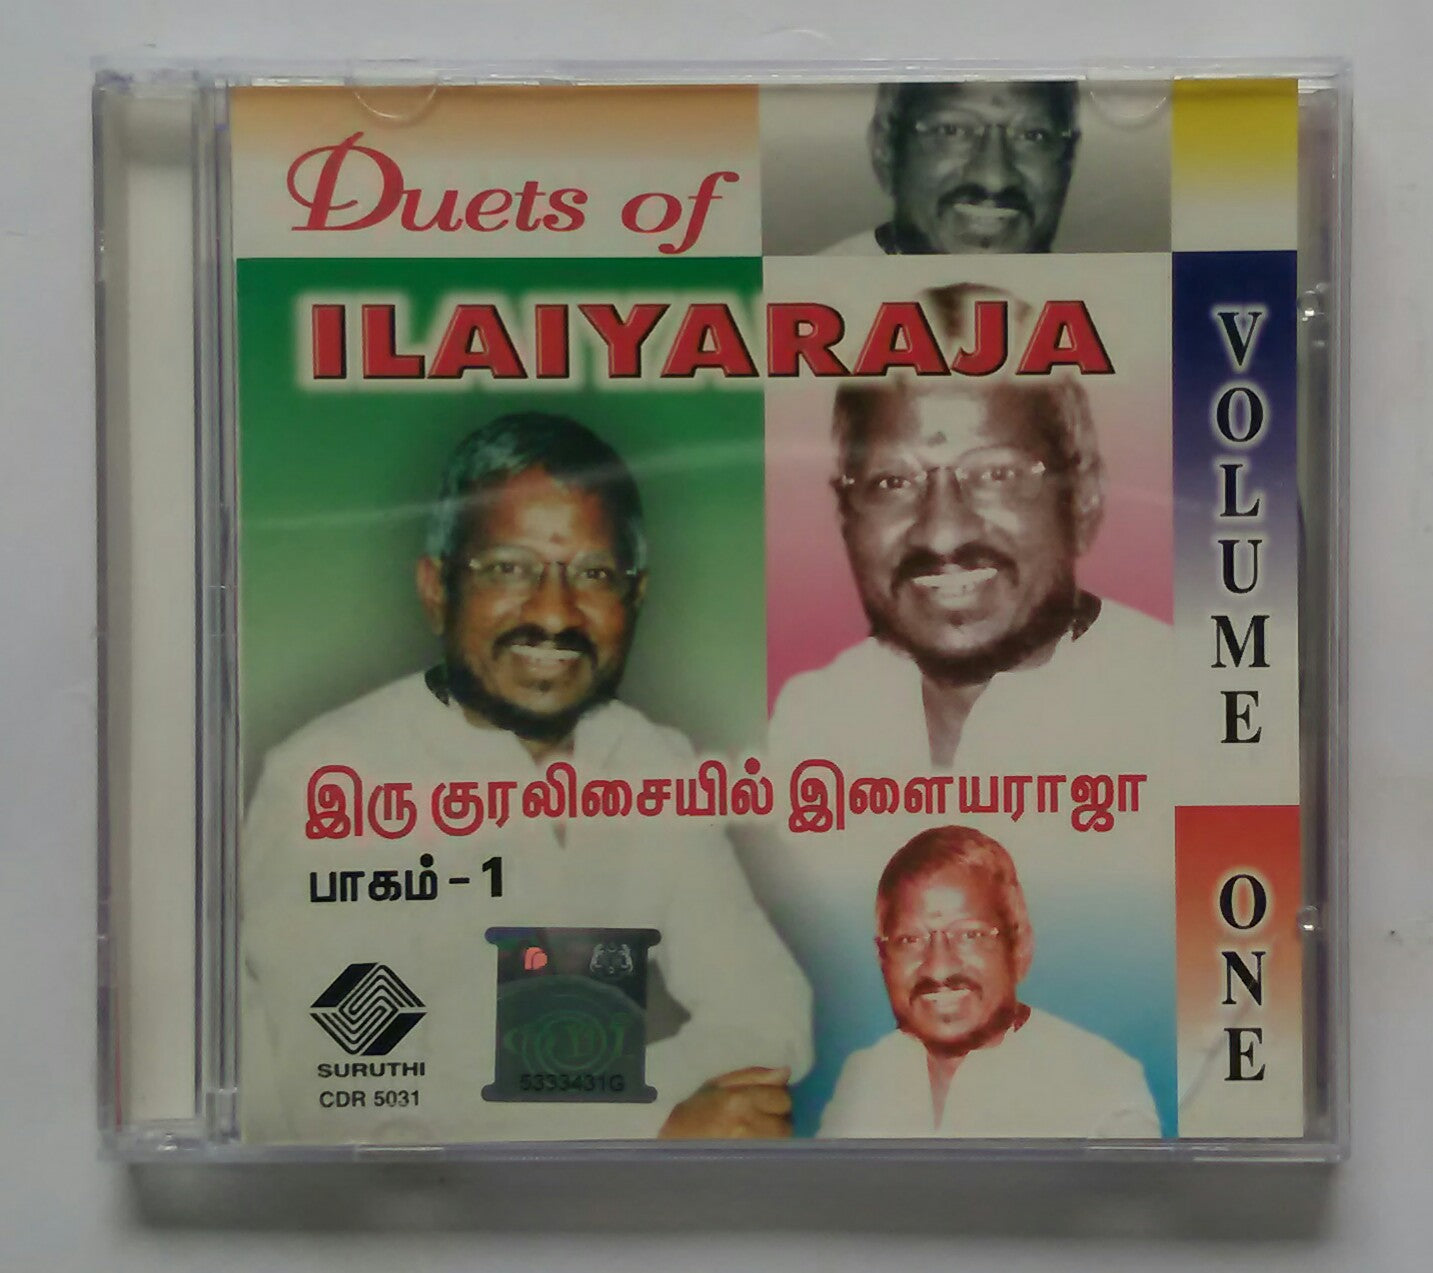 Duets of
ILAIYARAJA
VOLUME ONE
இரு குரலிசையில் இளையராஜா
பாகம் - 1
SURUTHI
CDR 5031
5333431G